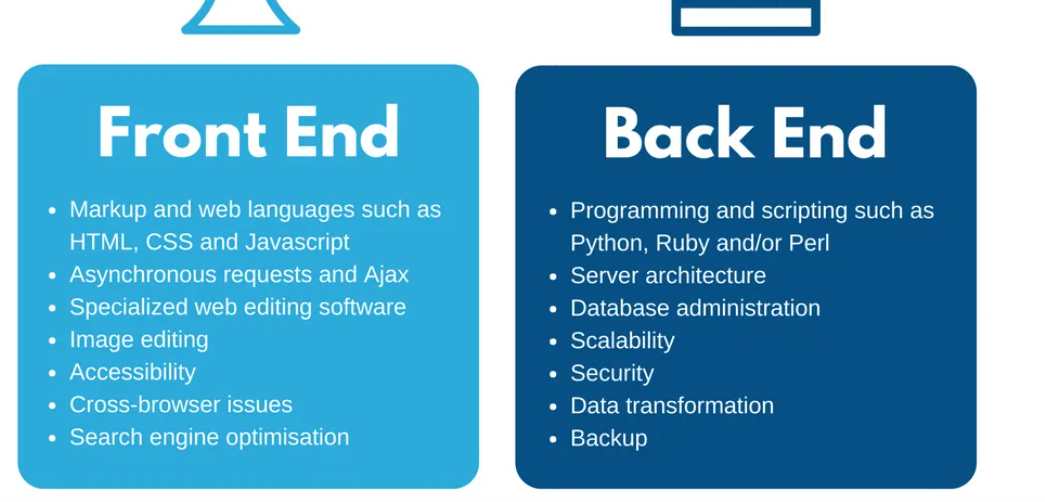 Front End
• Markup and web languages such as
HTML, CSS and Javascript
• Asynchronous requests and Ajax
• Specialized web editing software
• Image editing
• Accessibility
• Cross-browser issues
• Search engine optimisation
Back End
• Programming and scripting such as
Python, Ruby and/or Perl
• Server architecture
• Database administration
• Scalability
• Security
• Data transformation
• Backup